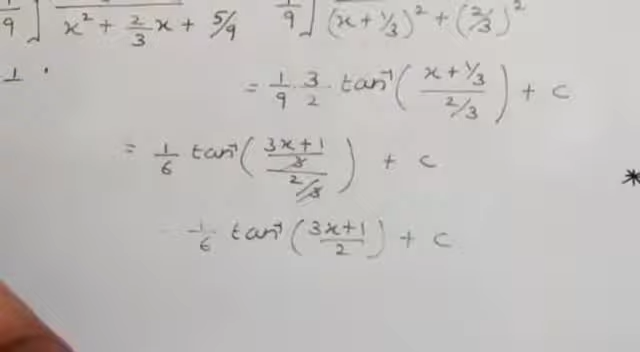 1/9 ∫ 1/(x² + 2/3 x + 5/9) 1/9 ∫ 1/((x + 1/3)² + (2/3)²)
= 1/9 · 3/2 · tan⁻¹((x + 1/3)/(2/3)) + c
= 1/6 tan⁻¹(((3x+1)/3)/(2/3)) + c
1/6 tan⁻¹((3x+1)/2) + c
*